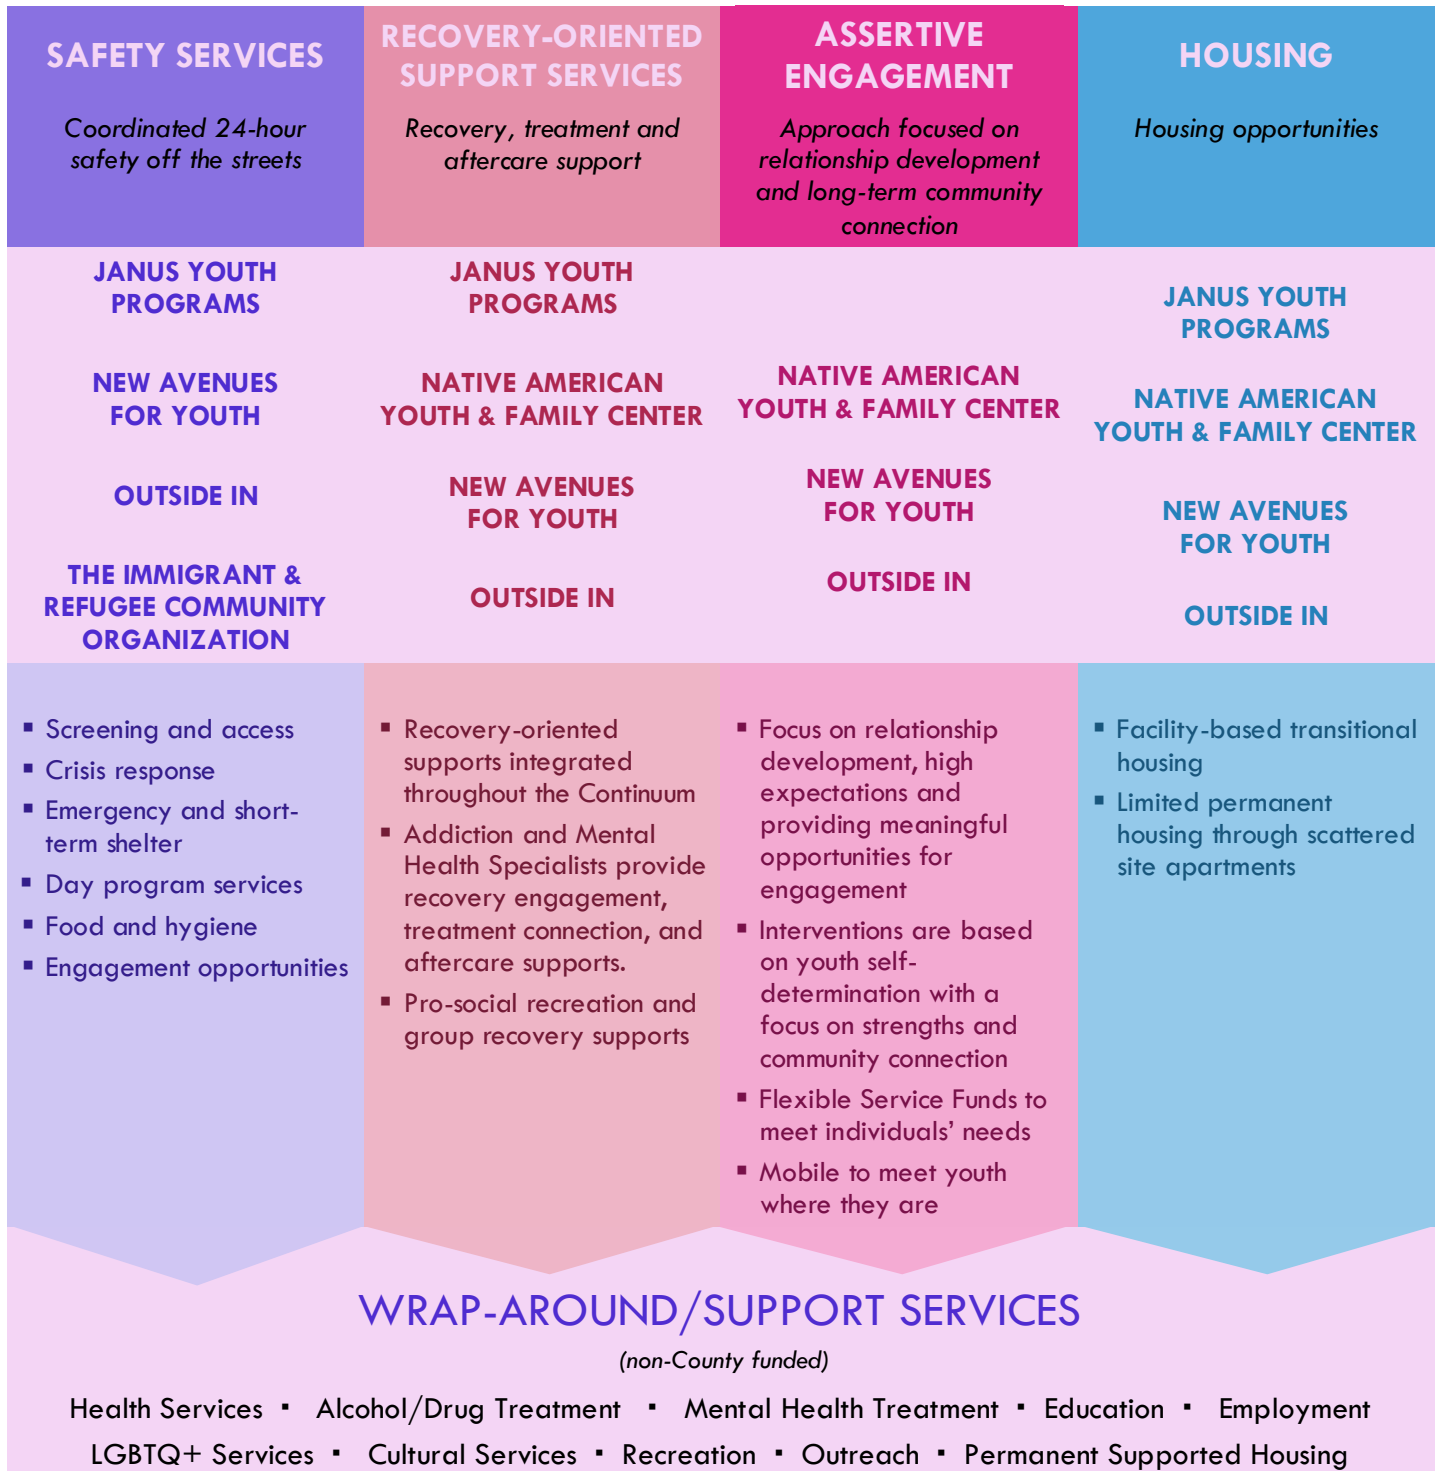 SAFETY SERVICES
Coordinated 24-hour
safety off the streets
RECOVERY-ORIENTED
SUPPORT SERVICES
Recovery, treatment and
aftercare support
ASSERTIVE
ENGAGEMENT
Approach focused on
relationship development
and long-term community
connection
HOUSING
Housing opportunities
JANUS YOUTH
PROGRAMS
NEW AVENUES
FOR YOUTH
OUTSIDE IN
THE IMMIGRANT &
REFUGEE COMMUNITY
ORGANIZATION
JANUS YOUTH
PROGRAMS
NATIVE AMERICAN
YOUTH & FAMILY CENTER
NEW AVENUES
FOR YOUTH
OUTSIDE IN
NATIVE AMERICAN
YOUTH & FAMILY CENTER
NEW AVENUES
FOR YOUTH
OUTSIDE IN
JANUS YOUTH
PROGRAMS
NATIVE AMERICAN
YOUTH & FAMILY CENTER
NEW AVENUES
FOR YOUTH
OUTSIDE IN
▪ Screening and access
▪ Crisis response
▪ Emergency and short-
term shelter
▪ Day program services
▪ Food and hygiene
▪ Engagement opportunities
▪ Recovery-oriented
supports integrated
throughout the Continuum
▪ Addiction and Mental
Health Specialists provide
recovery engagement,
treatment connection, and
aftercare supports.
▪ Pro-social recreation and
group recovery supports
▪ Focus on relationship
development, high
expectations and
providing meaningful
opportunities for
engagement
▪ Interventions are based
on youth self-
determination with a
focus on strengths and
community connection
▪ Flexible Service Funds to
meet individuals’ needs
▪ Mobile to meet youth
where they are
▪ Facility-based transitional
housing
▪ Limited permanent
housing through scattered
site apartments
WRAP-AROUND/SUPPORT SERVICES
(non-County funded)
Health Services ▪ Alcohol/Drug Treatment ▪ Mental Health Treatment ▪ Education ▪ Employment
LGBTQ+ Services ▪ Cultural Services ▪ Recreation ▪ Outreach ▪ Permanent Supported Housing